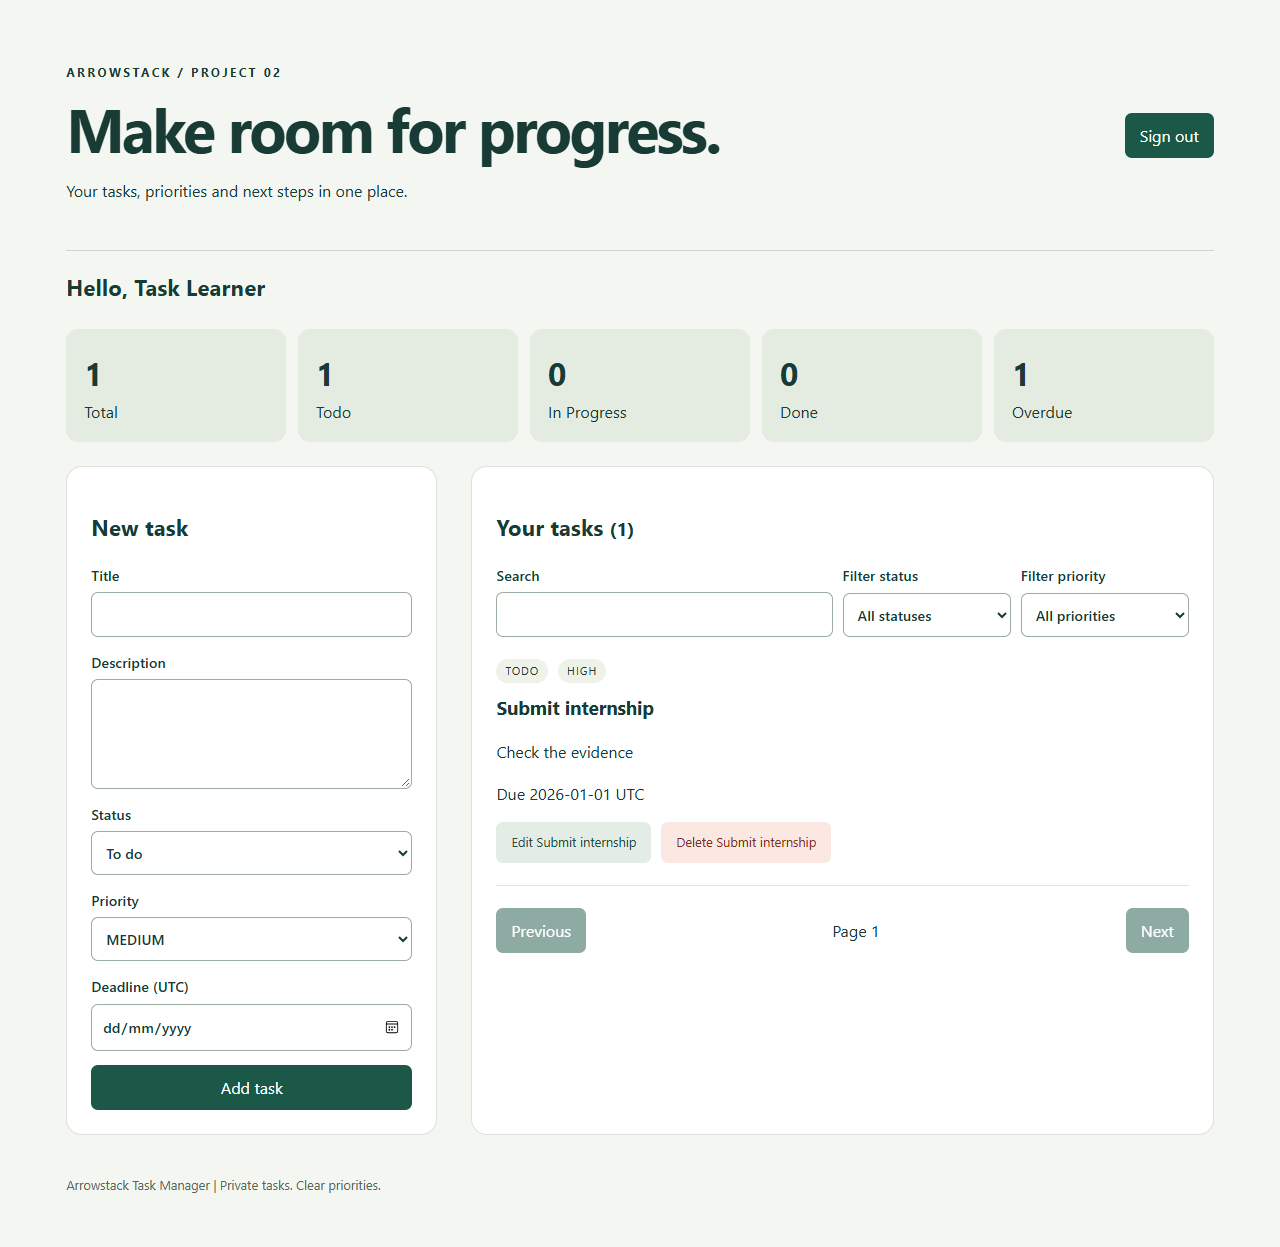 ARROWSTACK / PROJECT 02
Make room for progress.
Sign out
Your tasks, priorities and next steps in one place.
Hello, Task Learner
1
Total
1
Todo
0
In Progress
0
Done
1
Overdue
New task
Title
Description
Status
To do
Priority
MEDIUM
Deadline (UTC)
dd/mm/yyyy
Add task
Your tasks (1)
Search
Filter status
Filter priority
All statuses
All priorities
TODO HIGH
Submit internship
Check the evidence
Due 2026-01-01 UTC
Edit Submit internship
Delete Submit internship
Previous
Page 1
Next
Arrowstack Task Manager | Private tasks. Clear priorities.